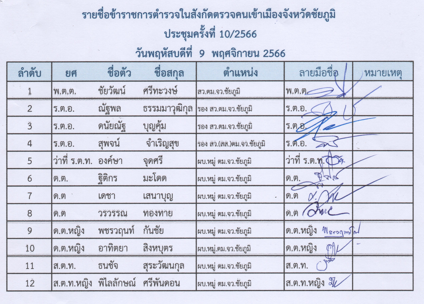 รายชื่อข้าราชการตำรวจในสังกัดตรวจคนเข้าเมืองจังหวัดชัยภูมิ
ประชุมครั้งที่ 10/2566
วันพฤหัสบดีที่ 9 พฤศจิกายน 2566
ลำดับ ยศ ชื่อตัว ชื่อสกุล ตำแหน่ง ลายมือชื่อ หมายเหตุ
1 พ.ต.ต. ชัยวัฒน์ ศรีทะวงษ์ สว.ตม.จว.ชัยภูมิ พ.ต.ต.
2 ร.ต.อ. ณัฐพล ธรรมมาวุฒิกุล รอง สว.ตม.จว.ชัยภูมิ ร.ต.อ.
3 ร.ต.อ. ดนัยณัฐ บุญคุ้ม รอง สว.ตม.จว.ชัยภูมิ ร.ต.อ.
4 ร.ต.อ. สุพจน์ จำเริญสุข รอง สว.(สส.)ตม.จว.ชัยภูมิ ร.ต.อ.
5 ว่าที่ ร.ต.ท. องค์ษา จุดศรี ผบ.หมู่ ตม.จว.ชัยภูมิ ว่าที่ ร.ต.ท.
6 ด.ต. ฐิติกร มะโดด ผบ.หมู่ ตม.จว.ชัยภูมิ ด.ต.
7 ด.ต เดชา เสนาบุญ ผบ.หมู่ ตม.จว.ชัยภูมิ ด.ต
8 ด.ต วรวรรณ ทองทาย ผบ.หมู่ ตม.จว.ชัยภูมิ ด.ต
9 ด.ต.หญิง พชรวรุนท์ กันชัย ผบ.หมู่ ตม.จว.ชัยภูมิ ด.ต.หญิง
10 ด.ต.หญิง อาทิตยา สิงทบุตร ผบ.หมู่ ตม.จว.ชัยภูมิ ด.ต.หญิง
11 ส.ต.ท. ธนชัจ สุระวัฒนกุล ผบ.หมู่ ตม.จว.ชัยภูมิ ส.ต.ท.
12 ส.ต.ท.หญิง พิไลลักษณ์ ศรีพันดอน ผบ.หมู่ ตม.จว.ชัยภูมิ ส.ต.ท.หญิง